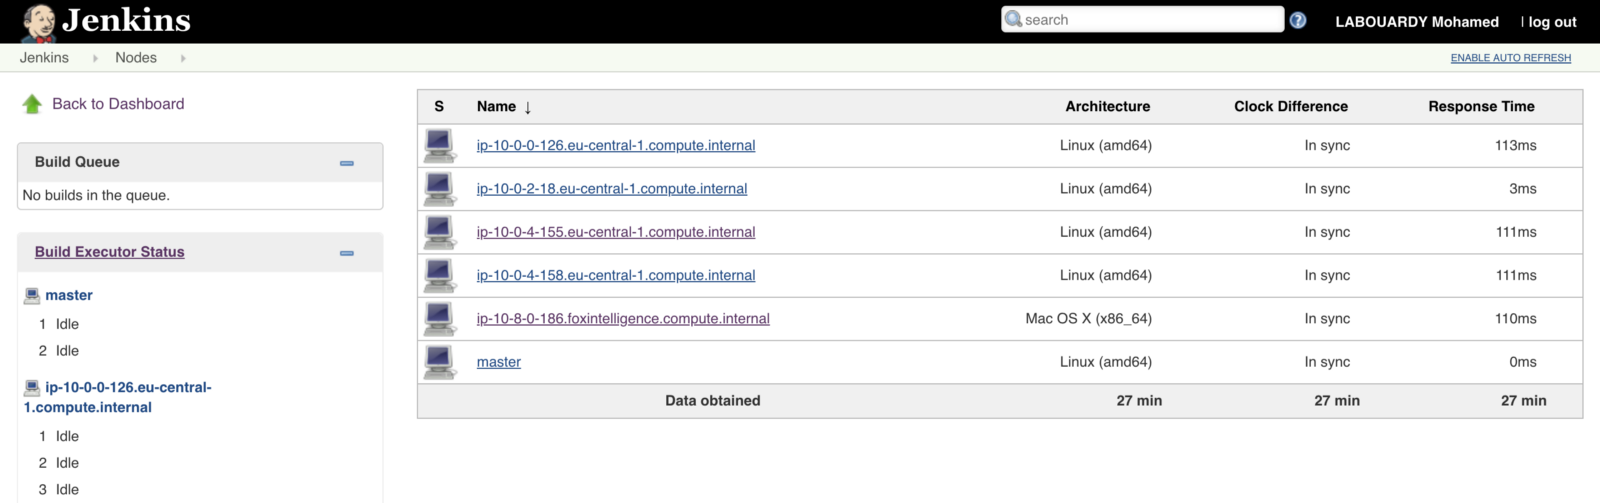 Jenkins
search
?
LABOUARDY Mohamed
| log out
Jenkins
Nodes
ENABLE AUTO REFRESH
Back to Dashboard
Build Queue
No builds in the queue.
Build Executor Status
master
1 Idle
2 Idle
ip-10-0-0-126.eu-central-
1.compute.internal
1 Idle
2 Idle
3 Idle
S Name ↓ Architecture Clock Difference Response Time
ip-10-0-0-126.eu-central-1.compute.internal Linux (amd64) In sync 113ms
ip-10-0-2-18.eu-central-1.compute.internal Linux (amd64) In sync 3ms
ip-10-0-4-155.eu-central-1.compute.internal Linux (amd64) In sync 111ms
ip-10-0-4-158.eu-central-1.compute.internal Linux (amd64) In sync 111ms
ip-10-8-0-186.foxintelligence.compute.internal Mac OS X (x86_64) In sync 110ms
master Linux (amd64) In sync 0ms
Data obtained 27 min 27 min 27 min